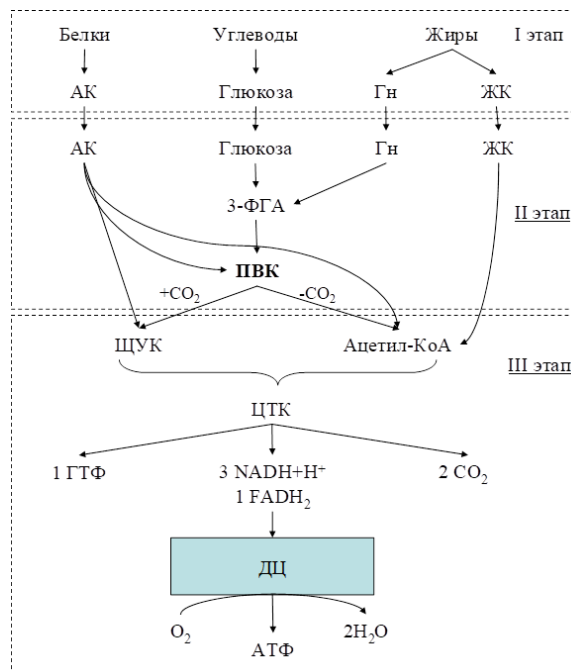 Белки Углеводы Жиры I этап
АК Глюкоза Гн ЖК
АК Глюкоза Гн ЖК
3-ФГА
II этап
ПВК
+CO₂ -CO₂
ЩУК Ацетил-КоА
III этап
ЦТК
1 ГТФ 3 NADH+H⁺ 2 CO₂
1 FADH₂
ДЦ
O₂ 2H₂O
АТФ